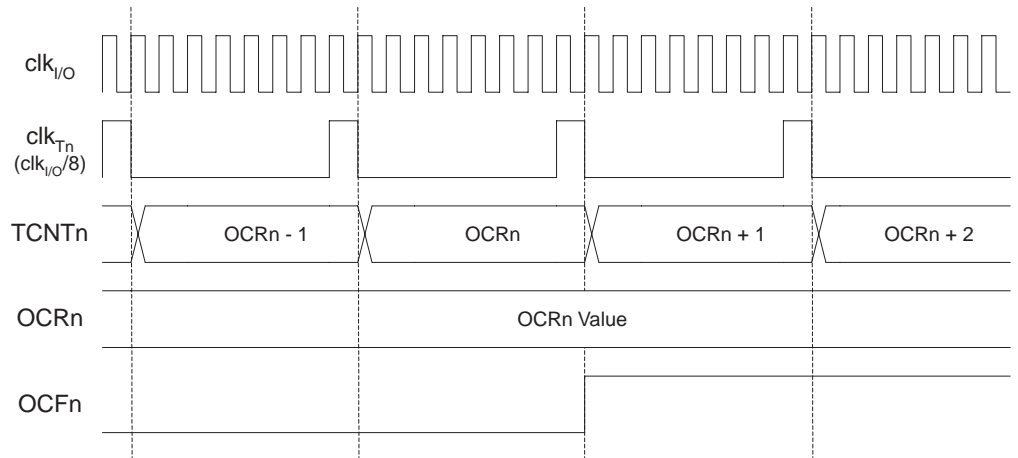 clkI/O
clkTn
(clkI/O/8)
TCNTn
OCRn - 1
OCRn
OCRn + 1
OCRn + 2
OCRn
OCRn Value
OCFn